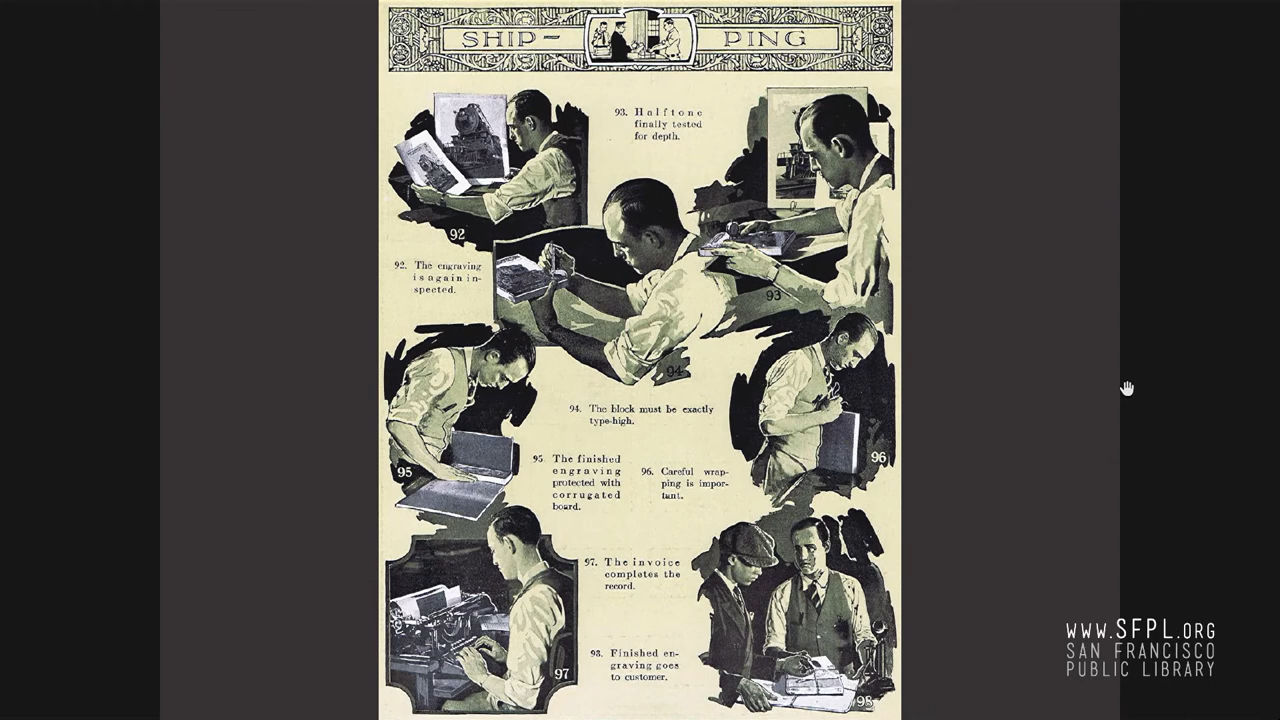 SHIP-PING
93. Halftone
finally tested
for depth.
92
92. The engraving
is again in-
spected.
93
94
94. The block must be exactly
type-high.
95
95. The finished
engraving
protected with
corrugated
board.
96. Careful wrap-
ping is impor-
tant.
96
97. The invoice
completes the
record.
97
98. Finished en-
graving goes
to customer.
98
WWW.SFPL.ORG
SAN FRANCISCO
PUBLIC LIBRARY